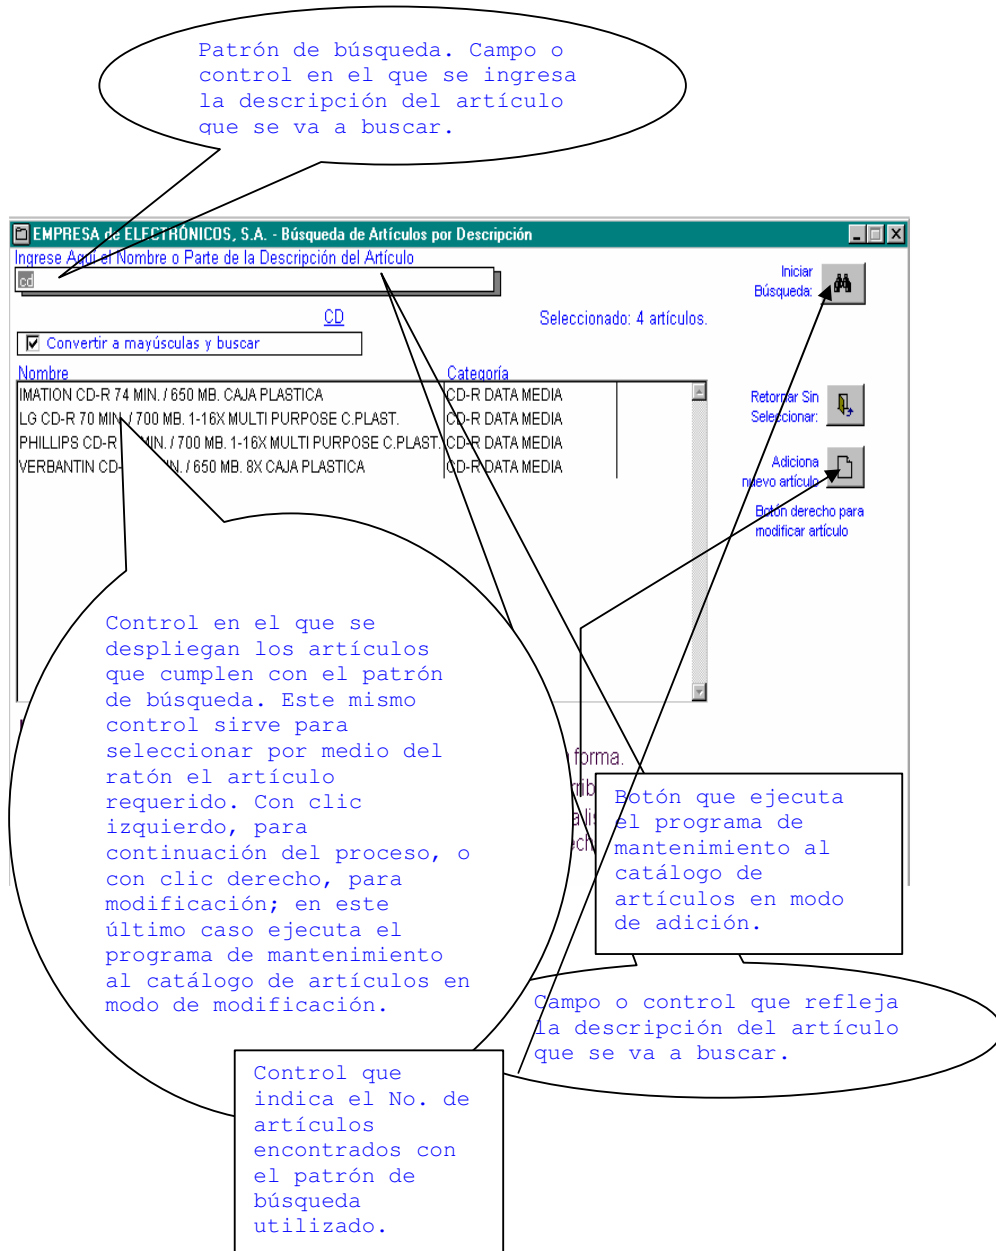 Patrón de búsqueda. Campo o
control en el que se ingresa
la descripción del artículo
que se va a buscar.
EMPRESA de ELECTRÓNICOS, S.A. - Búsqueda de Artículos por Descripción
Ingrese Aquí el Nombre o Parte de la Descripción del Artículo
cd
Iniciar
Búsqueda:
CD
Seleccionado: 4 artículos.
Convertir a mayúsculas y buscar
Nombre Categoría
IMATION CD-R 74 MIN. / 650 MB. CAJA PLASTICA CD-R DATA MEDIA
LG CD-R 70 MIN. / 700 MB. 1-16X MULTI PURPOSE C.PLAST. CD-R DATA MEDIA
PHILLIPS CD-R MIN. / 700 MB. 1-16X MULTI PURPOSE C.PLAST. CD-R DATA MEDIA
VERBANTIN CD- MIN. / 650 MB. 8X CAJA PLASTICA CD-R DATA MEDIA
Retornar Sin
Seleccionar:
Adiciona
nuevo artículo
Botón derecho para
modificar artículo
Control en el que se
despliegan los artículos
que cumplen con el patrón
de búsqueda. Este mismo
control sirve para
seleccionar por medio del
ratón el artículo
requerido. Con clic
izquierdo, para
continuación del proceso, o
con clic derecho, para
modificación; en este
último caso ejecuta el
programa de mantenimiento
al catálogo de artículos en
modo de modificación.
forma.
Botón que ejecuta
el programa de
mantenimiento al
catálogo de
artículos en modo
de adición.
Campo o control que refleja
la descripción del artículo
que se va a buscar.
Control que
indica el No. de
artículos
encontrados con
el patrón de
búsqueda
utilizado.